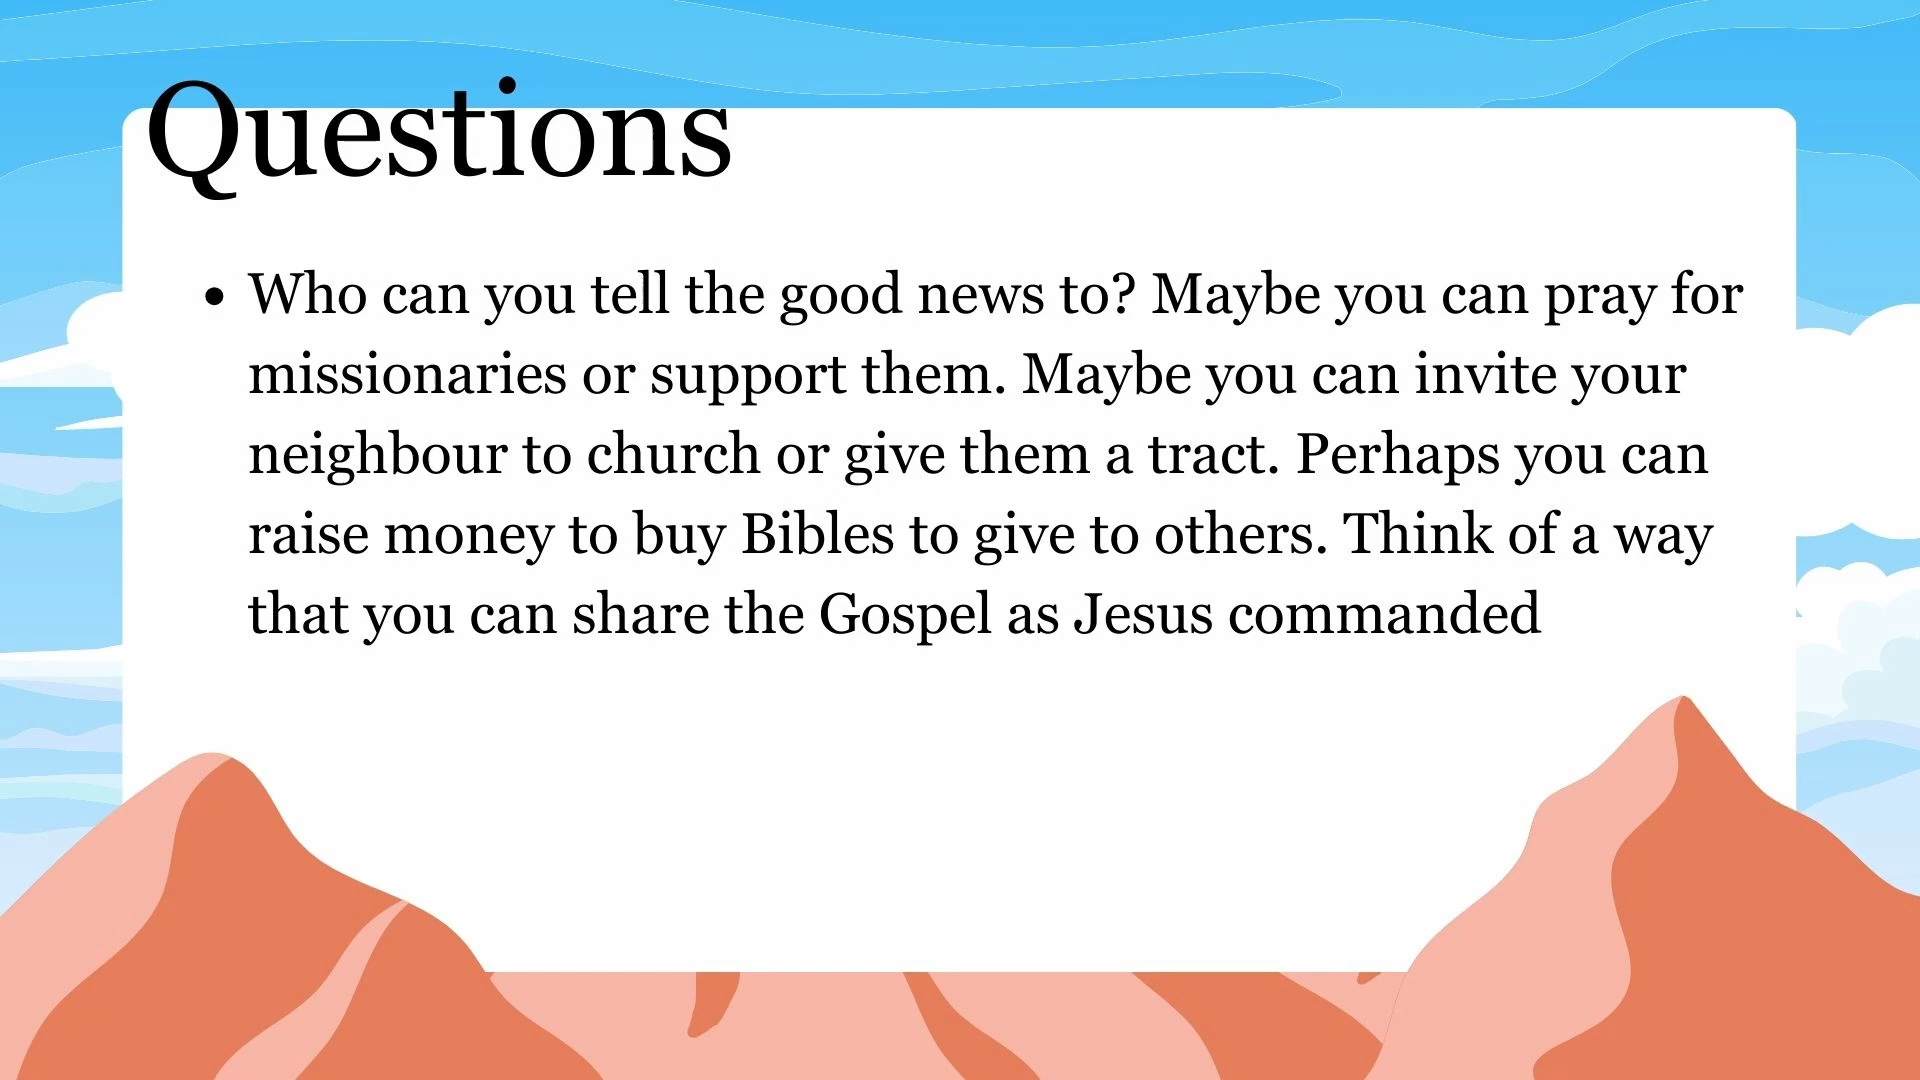 Questions
• Who can you tell the good news to? Maybe you can pray for
missionaries or support them. Maybe you can invite your
neighbour to church or give them a tract. Perhaps you can
raise money to buy Bibles to give to others. Think of a way
that you can share the Gospel as Jesus commanded